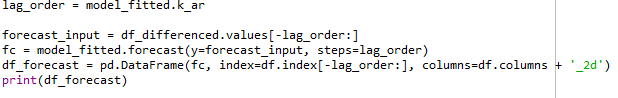 lag_order = model_fitted.k_ar
forecast_input = df_differenced.values[-lag_order:]
fc = model_fitted.forecast(y=forecast_input, steps=lag_order)
df_forecast = pd.DataFrame(fc, index=df.index[-lag_order:], columns=df.columns + '_2d')
print(df_forecast)